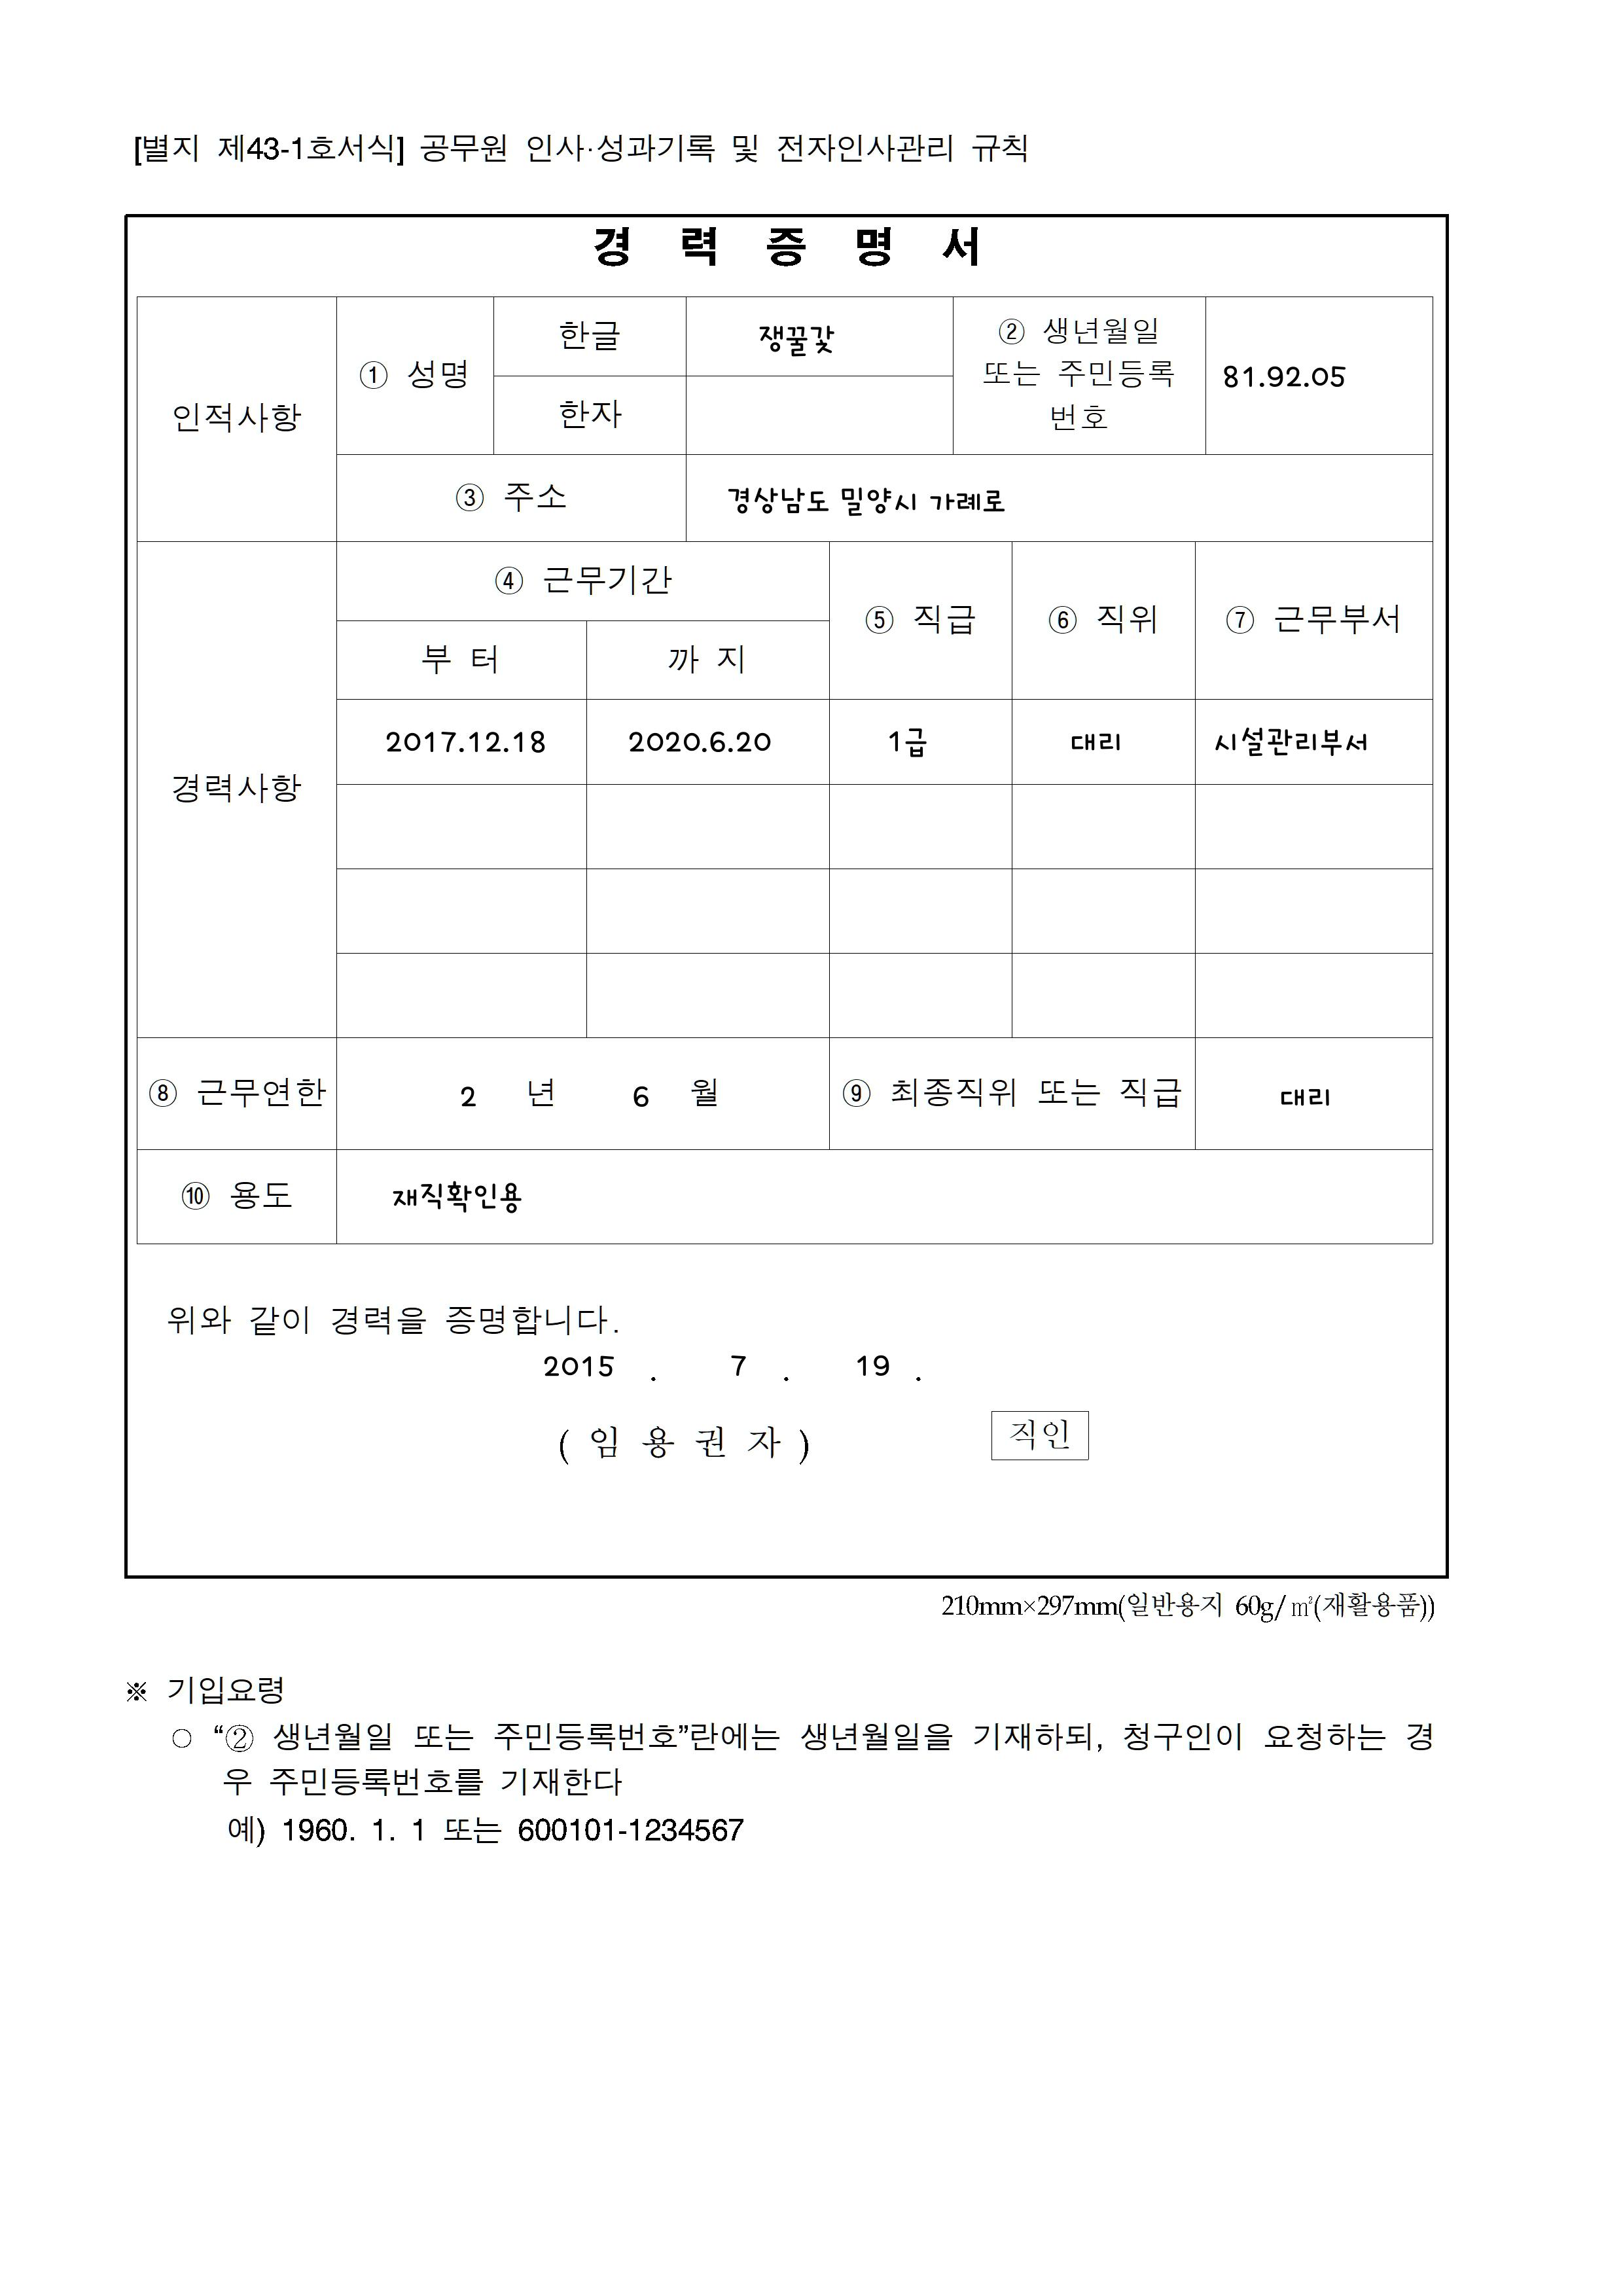 [별지 제43-1호서식] 공무원 인사·성과기록 및 전자인사관리 규칙
경 력 증 명 서
인적사항
① 성명
한글
쟁꿀갗
② 생년월일
또는 주민등록
번호
81.92.05
한자
③ 주소
경상남도 밀양시 가례로
경력사항
④ 근무기간
⑤ 직급
⑥ 직위
⑦ 근무부서
부 터
까 지
2017.12.18
2020.6.20
1급
대리
시설관리부서
⑧ 근무연한
2 년 6 월
⑨ 최종직위 또는 직급
대리
⑩ 용도
재직확인용
위와 같이 경력을 증명합니다.
2015 . 7 . 19 .
( 임 용 권 자 )
직인
210mm×297mm(일반용지 60g/㎡(재활용품))
※ 기입요령
○ “② 생년월일 또는 주민등록번호”란에는 생년월일을 기재하되, 청구인이 요청하는 경
우 주민등록번호를 기재한다
예) 1960. 1. 1 또는 600101-1234567